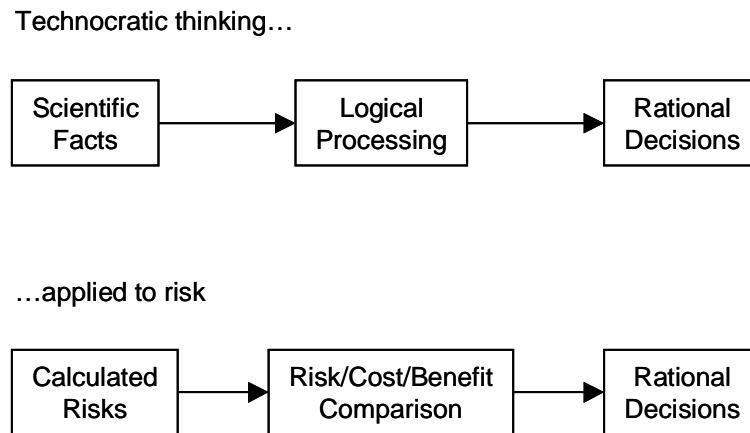 Technocratic thinking…
Scientific
Facts
Logical
Processing
Rational
Decisions
…applied to risk
Calculated
Risks
Risk/Cost/Benefit
Comparison
Rational
Decisions